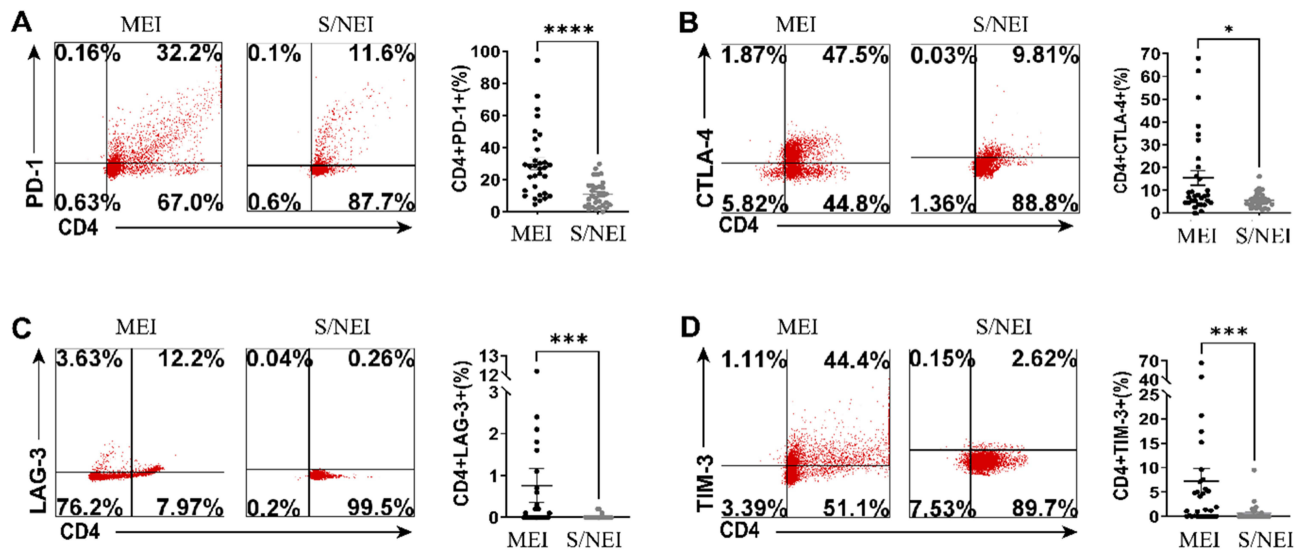 A
MEI
S/NEI
0.16%
32.2%
0.1%
11.6%
PD-1
0.63%
67.0%
0.6%
87.7%
CD4
CD4+PD-1+(%)
100
80
60
40
20
0
****
MEI
S/NEI
B
MEI
S/NEI
1.87%
47.5%
0.03%
9.81%
CTLA-4
5.82%
44.8%
1.36%
88.8%
CD4
CD4+CTLA-4+(%)
70
60
50
40
30
20
10
0
*
MEI
S/NEI
C
MEI
S/NEI
3.63%
12.2%
0.04%
0.26%
LAG-3
76.2%
7.97%
0.2%
99.5%
CD4
CD4+LAG-3+(%)
13
12
3
2
1
0
***
MEI
S/NEI
D
MEI
S/NEI
1.11%
44.4%
0.15%
2.62%
TIM-3
3.39%
51.1%
7.53%
89.7%
CD4
CD4+TIM-3+(%)
70
40
25
20
15
10
5
0
***
MEI
S/NEI